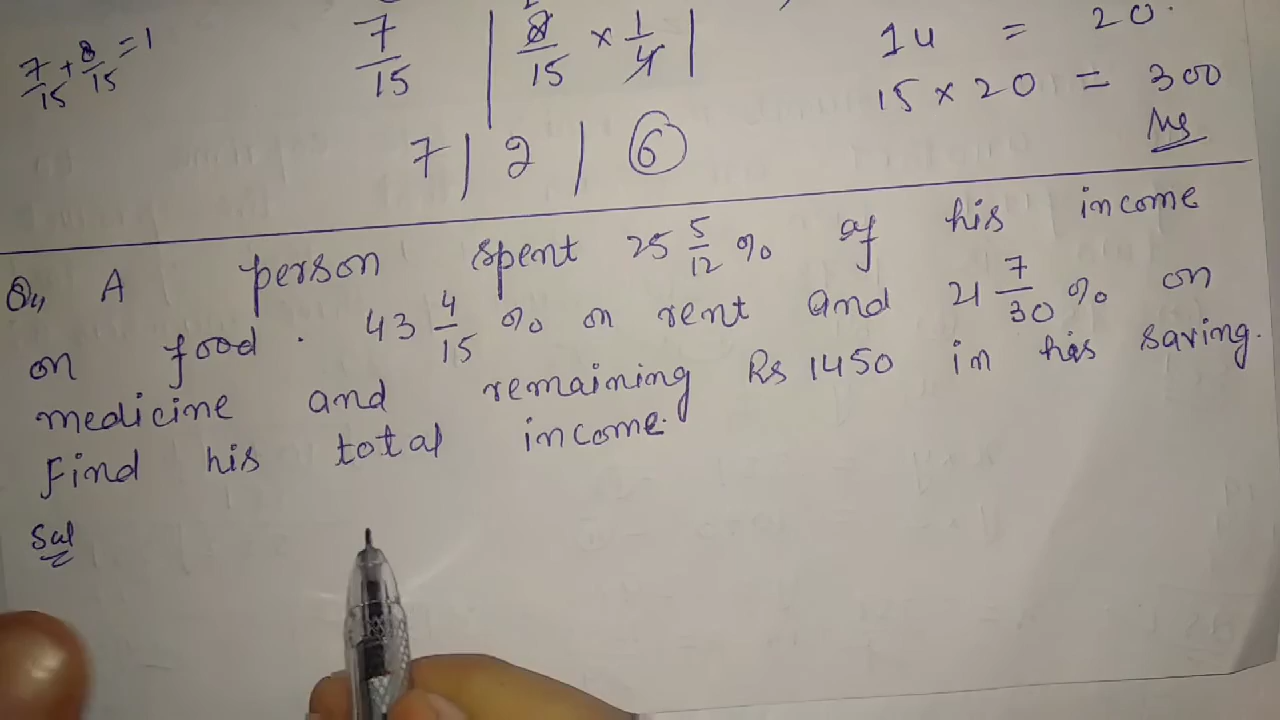 7/15 + 8/15 = 1
7/15 | 8/15 × 1/4 |
7 | 2 | 6
1u = 20.
15 × 20 = 300
Ans
Q4, A person spent 25 5/12 % of his income
on food. 43 4/15 % on rent and 21 7/30 % on
medicine and remaining Rs 1450 in his saving.
Find his total income.
Sol